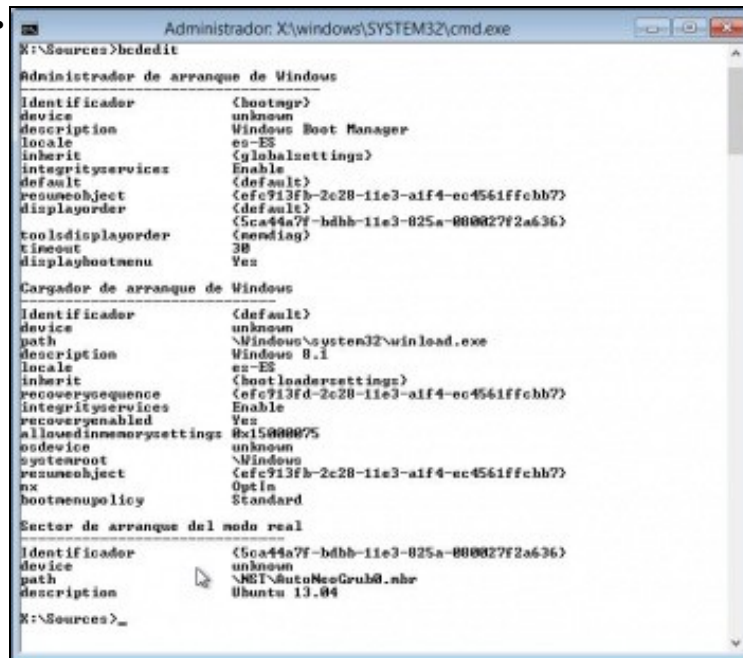 Administrador: X:\windows\SYSTEM32\cmd.exe
X:\Sources>bcdedit
Administrador de arranque de Windows
----------------------------------
Identificador {bootmgr}
device unknown
description Windows Boot Manager
locale es-ES
inherit {globalsettings}
integrityservices Enable
default {default}
resumeobject {efc913fb-2c28-11e3-a1f4-ec4561ffcbb7}
displayorder {default}
{5ca44a7f-bdbb-11e3-825a-080027f2a636}
toolsdisplayorder {memdiag}
timeout 30
displaybootmenu Yes
Cargador de arranque de Windows
-----------------------------
Identificador {default}
device unknown
path \Windows\system32\winload.exe
description Windows 8.1
locale es-ES
inherit {bootloadersettings}
recoverysequence {efc913fd-2c28-11e3-a1f4-ec4561ffcbb7}
integrityservices Enable
recoveryenabled Yes
allowedinmemorysettings 0x15000075
osdevice unknown
systemroot \Windows
resumeobject {efc913fb-2c28-11e3-a1f4-ec4561ffcbb7}
nx OptIn
bootmenupolicy Standard
Sector de arranque del modo real
------------------------------
Identificador {5ca44a7f-bdbb-11e3-825a-080027f2a636}
device unknown
path \NST\AutoNeoGrub0.mbr
description Ubuntu 13.04
X:\Sources>_